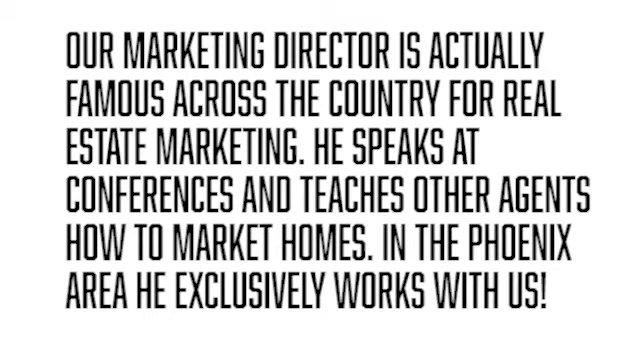 OUR MARKETING DIRECTOR IS ACTUALLY
FAMOUS ACROSS THE COUNTRY FOR REAL
ESTATE MARKETING. HE SPEAKS AT
CONFERENCES AND TEACHES OTHER AGENTS
HOW TO MARKET HOMES. IN THE PHOENIX
AREA HE EXCLUSIVELY WORKS WITH US!